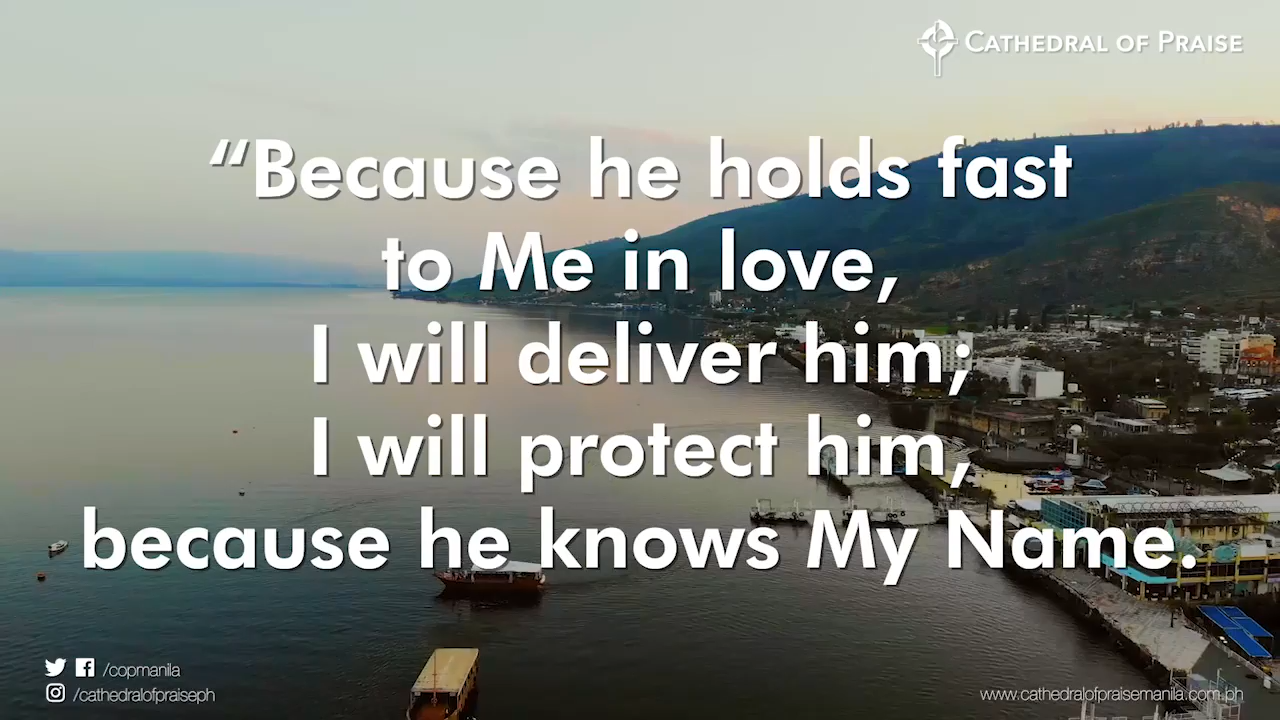 CATHEDRAL OF PRAISE
“Because he holds fast
to Me in love,
I will deliver him;
I will protect him,
because he knows My Name.
/copmanila
/cathedralofpraiseph
www.cathedralofpraisemanila.com.ph